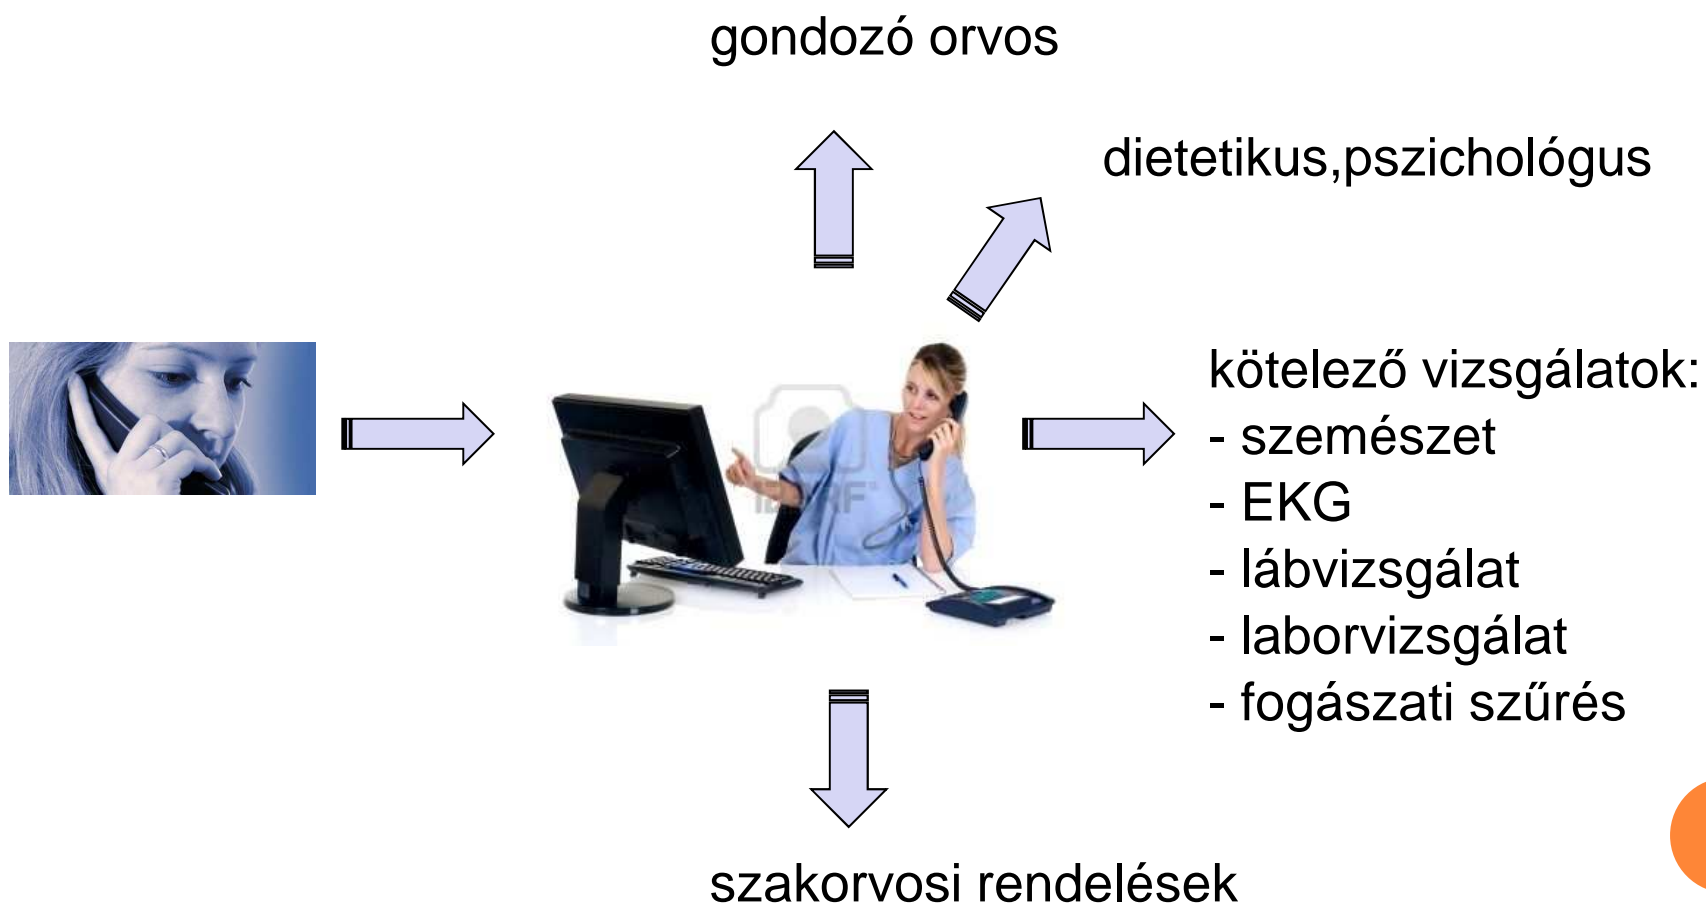 gondozó orvos
dietetikus,pszichológus
kötelező vizsgálatok:
- szemészet
- EKG
- lábvizsgálat
- laborvizsgálat
- fogászati szűrés
szakorvosi rendelések